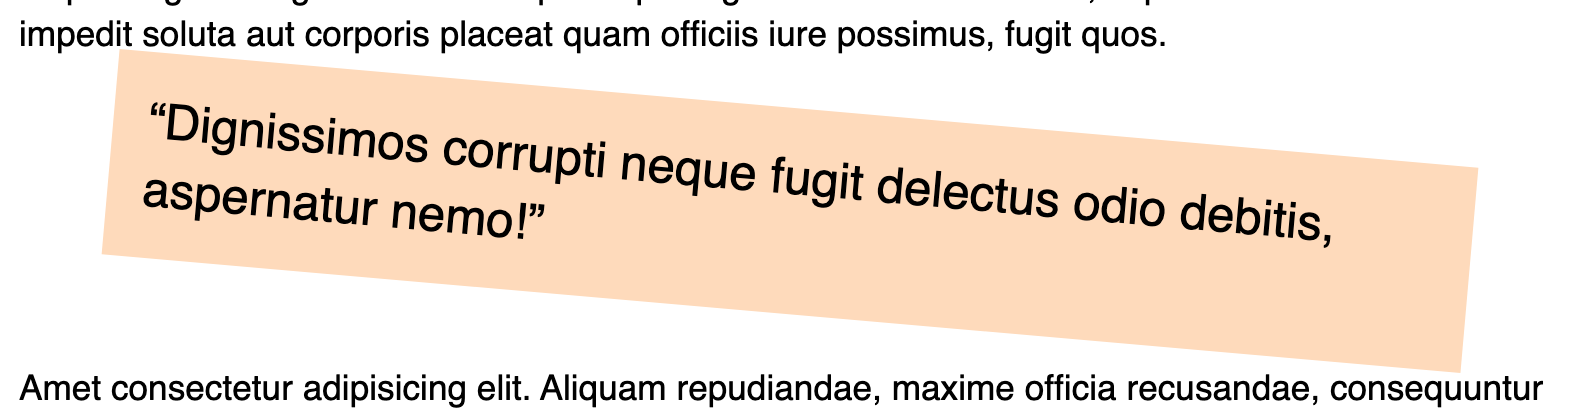 impedit soluta aut corporis placeat quam officiis iure possimus, fugit quos.
“Dignissimos corrupti neque fugit delectus odio debitis,
aspernatur nemo!”
Amet consectetur adipisicing elit. Aliquam repudiandae, maxime officia recusandae, consequuntur